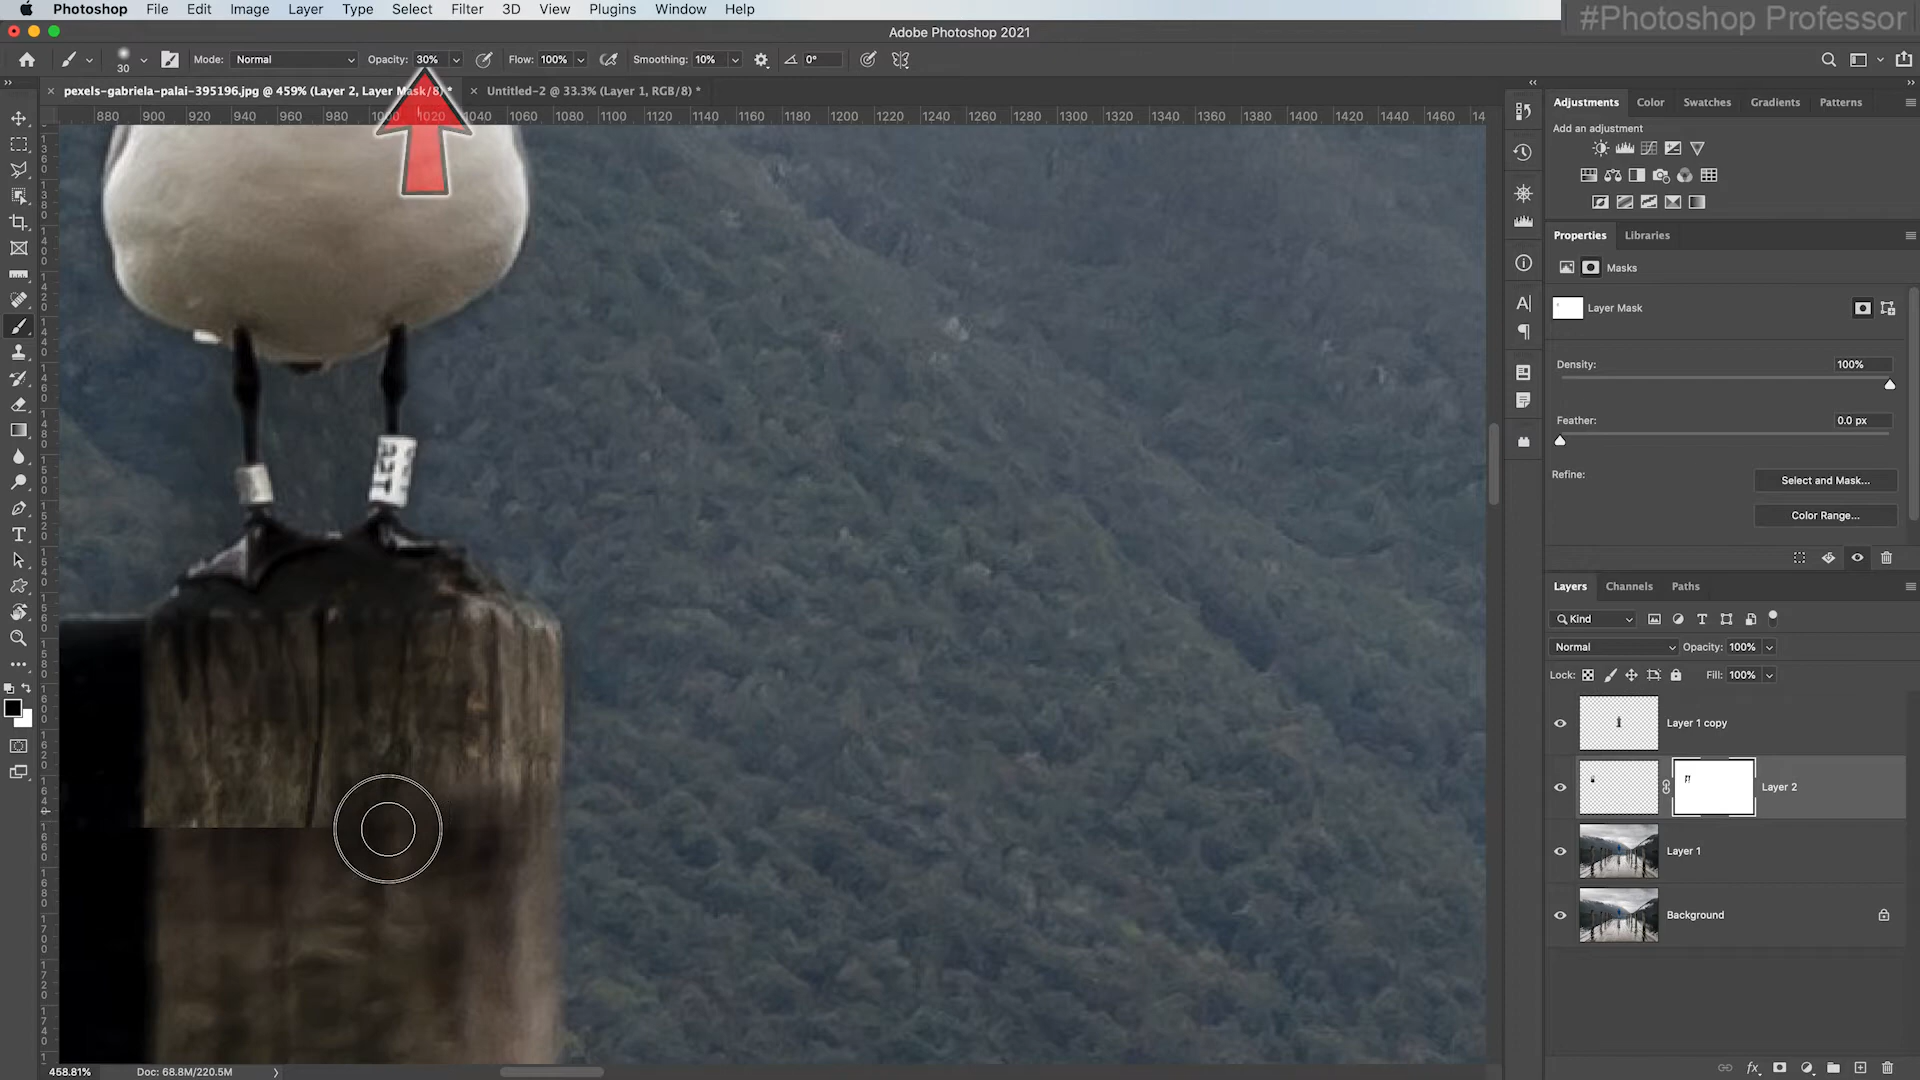 Photoshop File Edit Image Layer Type Select Filter 3D View Plugins Window Help
#Photoshop Professor
Adobe Photoshop 2021
30 Mode: Normal Opacity: 30% Flow: 100% Smoothing: 10% 0°
pexels-gabriela-palai-395196.jpg @ 459% (Layer 2, Layer Mask/8) *
Untitled-2 @ 33.3% (Layer 1, RGB/8) *
880 900 920 940 960 980 1000 1020 1040 1060 1080 1100 1120 1140 1160 1180 1200 1220 1240 1260 1280 1300 1320 1340 1360 1380 1400 1420 1440 1460 14
Adjustments Color Swatches Gradients Patterns
Add an adjustment
Properties Libraries
Masks
Layer Mask
Density: 100%
Feather: 0.0 px
Refine: Select and Mask...
Color Range...
Layers Channels Paths
Kind
Normal Opacity: 100%
Lock: Fill: 100%
Layer 1 copy
Layer 2
Layer 1
Background
458.81% Doc: 68.8M/220.5M